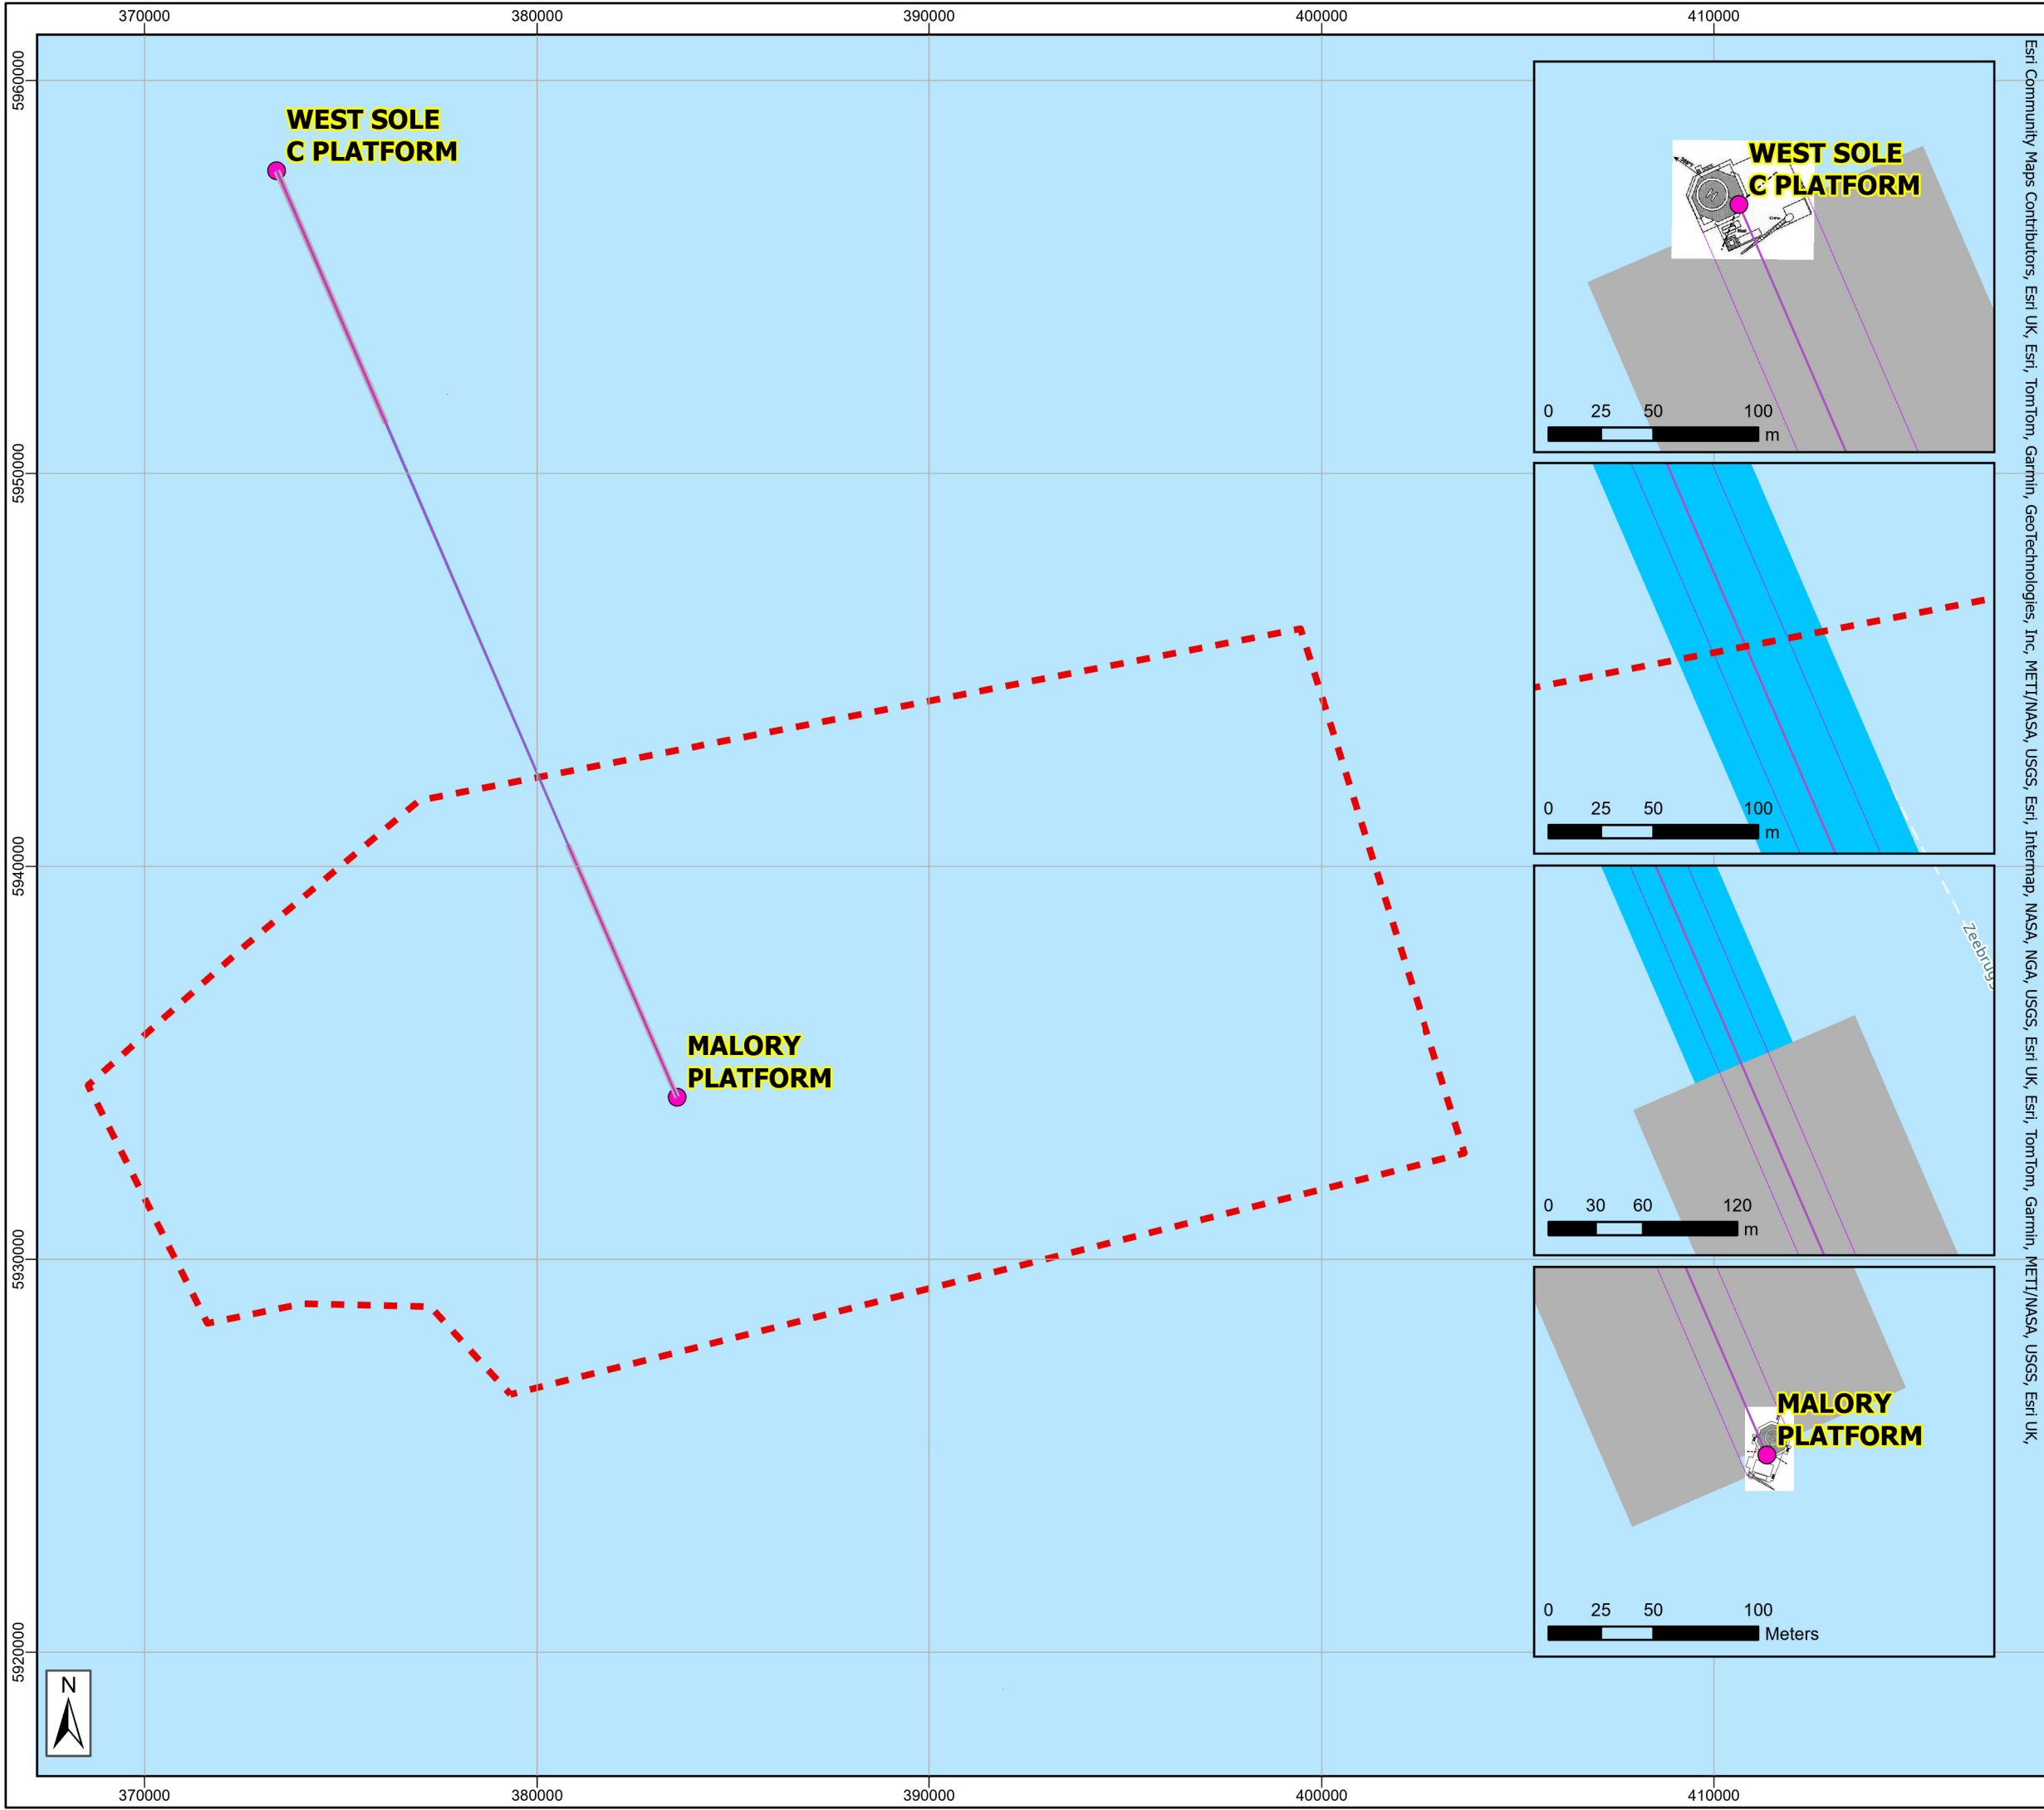 370000
380000
390000
400000
410000
5960000
5950000
5940000
5930000
5920000
WEST SOLE
C PLATFORM
MALORY
PLATFORM
N
WEST SOLE
C PLATFORM
0 25 50 100
m
0 25 50 100
m
Zeebrugg
0 30 60 120
m
MALORY
PLATFORM
0 25 50 100
Meters
Esri Community Maps Contributors, Esri UK, Esri, TomTom, Garmin, GeoTechnologies, Inc, METI/NASA, USGS, Esri, Intermap, NASA, NGA, USGS, Esri UK, Esri, TomTom, Garmin, METI/NASA, USGS, Esri UK,
370000
380000
390000
400000
410000